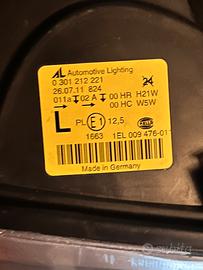 AL Automotive Lighting
0 301 212 221
26.07.11 824
011a 02 A 00 HR H21W
00 HC W5W
L PL E1 12,5
1663 1EL 009 476-01
Made in Germany
subito